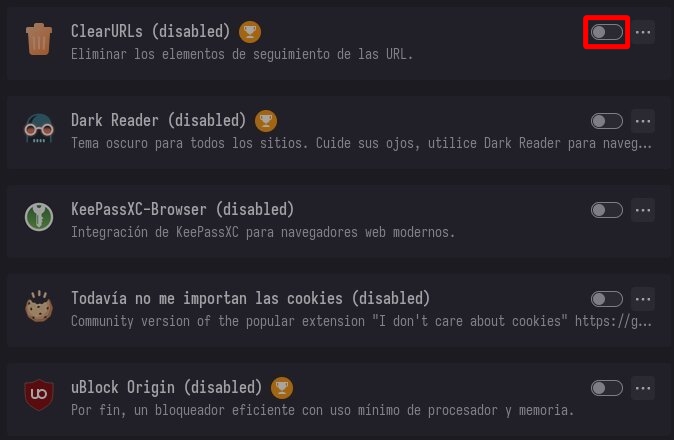 ClearURLs (disabled)
Eliminar los elementos de seguimiento de las URL.
Dark Reader (disabled)
Tema oscuro para todos los sitios. Cuide sus ojos, utilice Dark Reader para naveg...
KeePassXC-Browser (disabled)
Integración de KeePassXC para navegadores web modernos.
Todavía no me importan las cookies (disabled)
Community version of the popular extension "I don't care about cookies" https://g...
uBlock Origin (disabled)
Por fin, un bloqueador eficiente con uso mínimo de procesador y memoria.